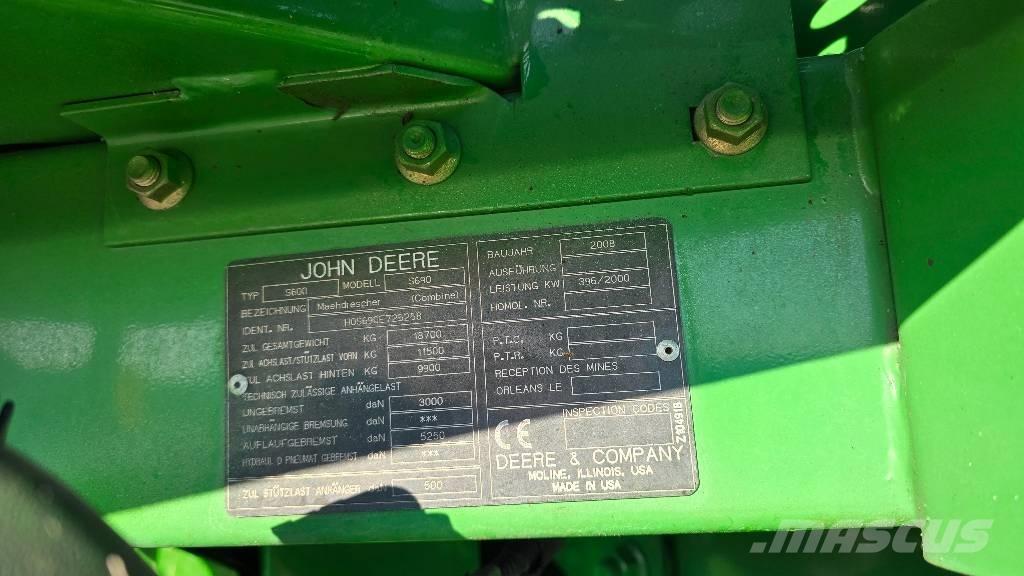 JOHN DEERE
TYP S600 MODELL S690
BEZEICHNUNG Maehdrescher (Combine)
IDENT. NR.
ZUL GESAMTGEWICHT KG 18700
ZUL ACHSLAST/STÜTZLAST VORN KG 11500
ZUL ACHSLAST HINTEN KG 9900
TECHNISCH ZULÄSSIGE ANHÄNGELAST
UNGEBREMST daN 3000
UNABHÄNGIGE BREMSUNG daN ***
AUFLAUFGEBREMST daN 5250
HYDRAUL O PNEUMAT GEBREMST daN ***
ZUL STÜTZLAST ANHÄNGER daN 500
BAUJAHR 2008
AUSFÜHRUNG
LEISTUNG KW 396/2000
HOMOL. NR.
P.T.C. KG
P.T.R. KG
RECEPTION DES MINES
ORLEANS LE
INSPECTION CODES
CE
Z104915
DEERE & COMPANY
MOLINE, ILLINOIS, USA
MADE IN USA
MASCUS